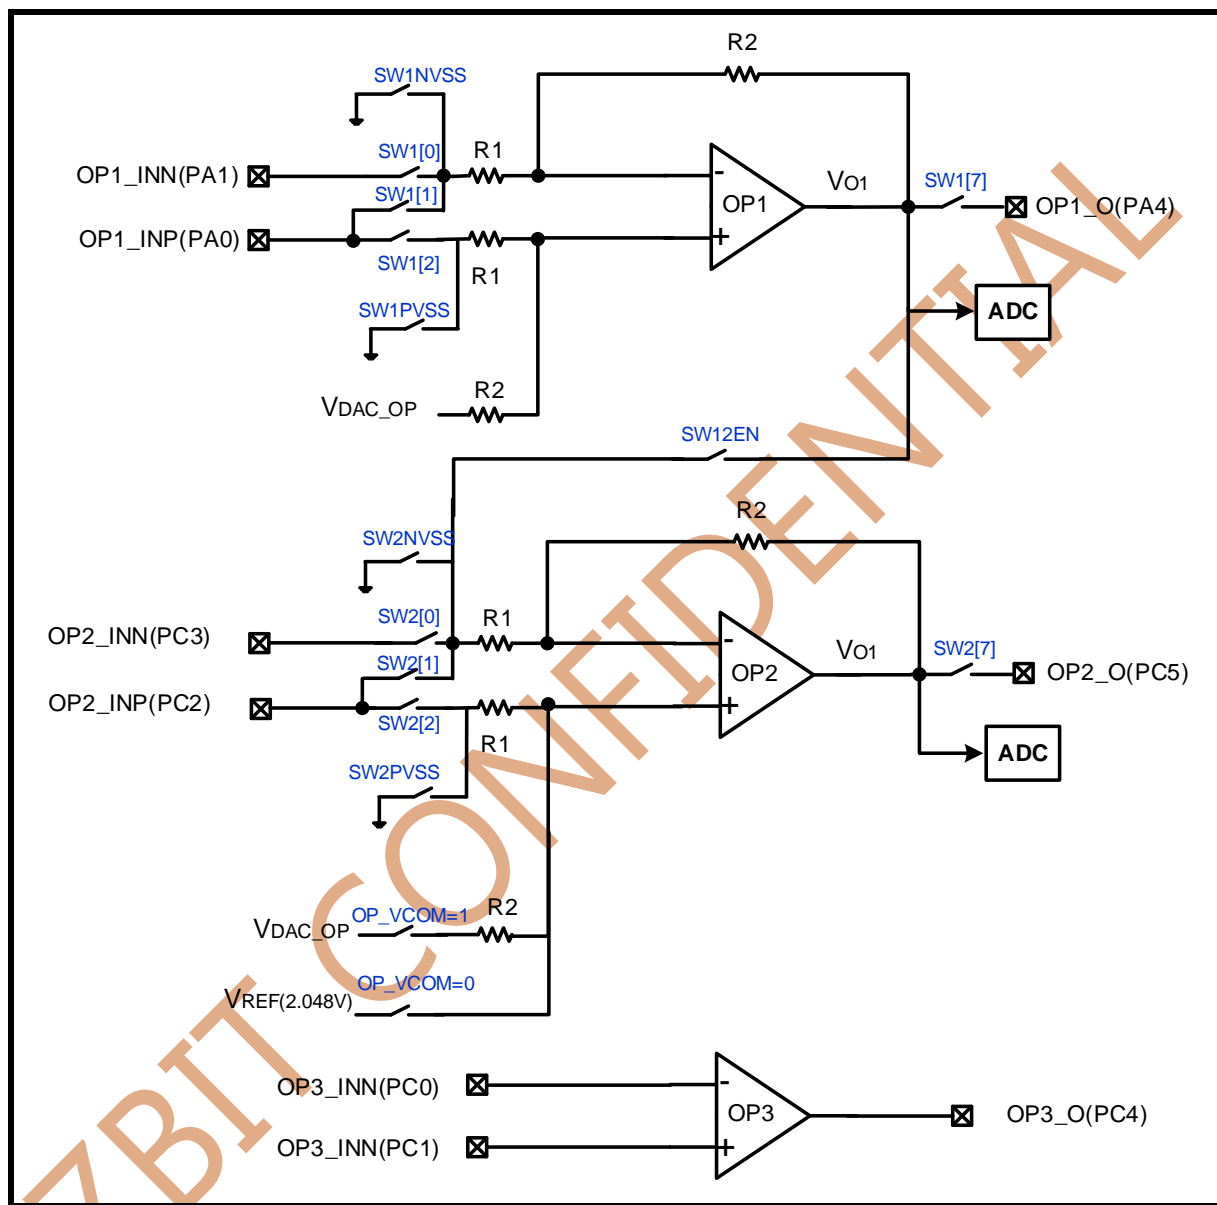 R2
SW1NVSS
SW1[0]
R1
OP1_INN(PA1)
-
SW1[1]
OP1
VO1
SW1[7]
OP1_O(PA4)
OP1_INP(PA0)
+
SW1[2]
R1
SW1PVSS
ADC
R2
VDAC_OP
SW12EN
R2
SW2NVSS
SW2[0]
R1
OP2_INN(PC3)
-
SW2[1]
OP2
VO1
SW2[7]
OP2_O(PC5)
OP2_INP(PC2)
+
SW2[2]
R1
SW2PVSS
ADC
OP_VCOM=1
R2
VDAC_OP
OP_VCOM=0
VREF(2.048V)
OP3_INN(PC0)
-
OP3
OP3_O(PC4)
OP3_INN(PC1)
+
ZBIT CONFIDENTIAL